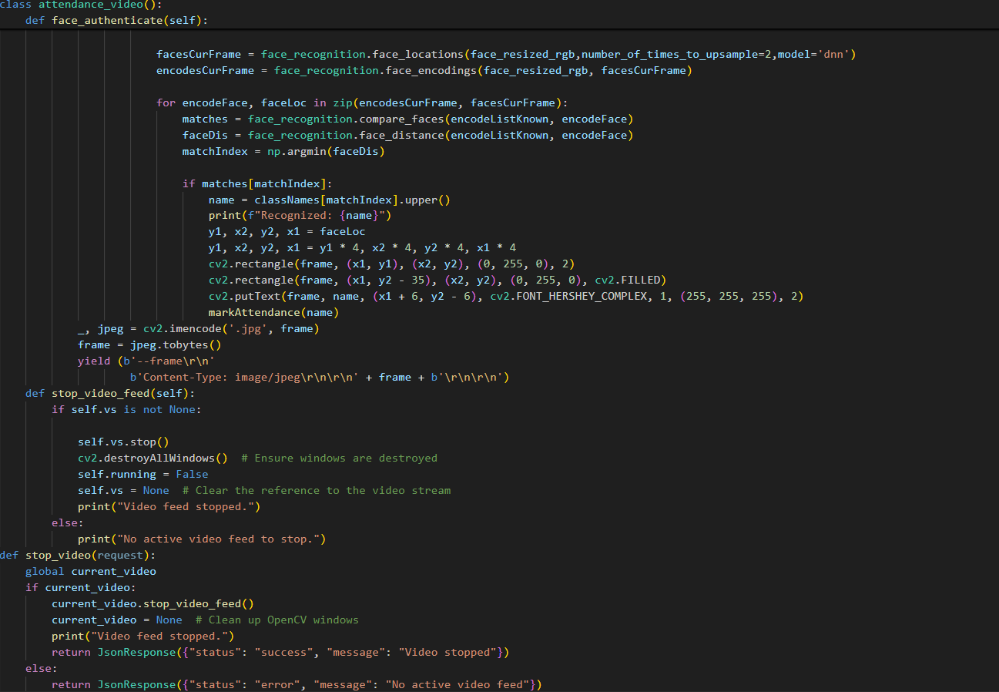 class attendance_video():
    def face_authenticate(self):
                        facesCurFrame = face_recognition.face_locations(face_resized_rgb,number_of_times_to_upsample=2,model='dnn')
                        encodesCurFrame = face_recognition.face_encodings(face_resized_rgb, facesCurFrame)
                        for encodeFace, faceLoc in zip(encodesCurFrame, facesCurFrame):
                            matches = face_recognition.compare_faces(encodeListKnown, encodeFace)
                            faceDis = face_recognition.face_distance(encodeListKnown, encodeFace)
                            matchIndex = np.argmin(faceDis)
                            if matches[matchIndex]:
                                name = classNames[matchIndex].upper()
                                print(f"Recognized: {name}")
                                y1, x2, y2, x1 = faceLoc
                                y1, x2, y2, x1 = y1 * 4, x2 * 4, y2 * 4, x1 * 4
                                cv2.rectangle(frame, (x1, y1), (x2, y2), (0, 255, 0), 2)
                                cv2.rectangle(frame, (x1, y2 - 35), (x2, y2), (0, 255, 0), cv2.FILLED)
                                cv2.putText(frame, name, (x1 + 6, y2 - 6), cv2.FONT_HERSHEY_COMPLEX, 1, (255, 255, 255), 2)
                                markAttendance(name)
            _, jpeg = cv2.imencode('.jpg', frame)
            frame = jpeg.tobytes()
            yield (b'--frame\r\n'
                    b'Content-Type: image/jpeg\r\n\r\n' + frame + b'\r\n\r\n')
    def stop_video_feed(self):
        if self.vs is not None:
            self.vs.stop()
            cv2.destroyAllWindows()  # Ensure windows are destroyed
            self.running = False
            self.vs = None  # Clear the reference to the video stream
            print("Video feed stopped.")
        else:
            print("No active video feed to stop.")
def stop_video(request):
    global current_video
    if current_video:
        current_video.stop_video_feed()
        current_video = None  # Clean up OpenCV windows
        print("Video feed stopped.")
        return JsonResponse({"status": "success", "message": "Video stopped"})
    else:
        return JsonResponse({"status": "error", "message": "No active video feed"})